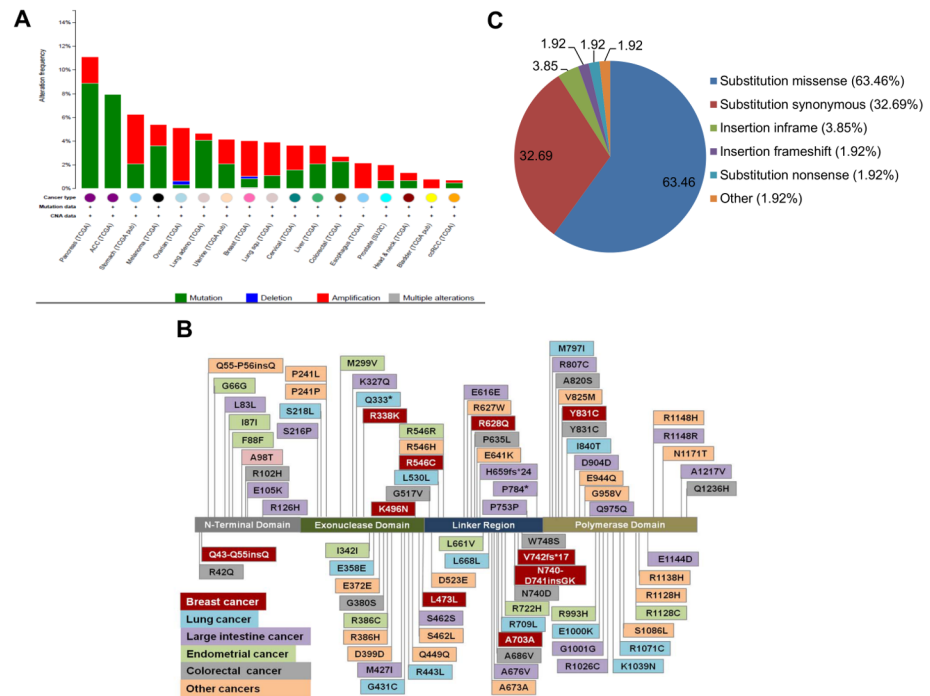 A
14%
12%
10%
8%
6%
4%
2%
0%
Alteration frequency
Cancer type
Mutation data
+ + + + + + + + + + + + - + + + +
CNA data
+ + + + + + + + + + + + + + + + +
Pancreas (TCGA)
ACC (TCGA)
Stomach (TCGA pub)
Melanoma (TCGA)
Ovarian (TCGA)
Lung adeno (TCGA)
Uterine (TCGA pub)
Breast (TCGA)
Lung squ (TCGA)
Cervical (TCGA)
Liver (TCGA)
Colorectal (TCGA)
Esophagus (TCGA)
Prostate (SU2C)
Head & neck (TCGA)
Bladder (TCGA pub)
ccRCC (TCGA)
Mutation Deletion Amplification Multiple alterations
C
1.92 1.92 1.92
3.85
32.69
63.46
Substitution missense (63.46%)
Substitution synonymous (32.69%)
Insertion inframe (3.85%)
Insertion frameshift (1.92%)
Substitution nonsense (1.92%)
Other (1.92%)
B
Q55-P56insQ
G66G
L83L
I87I
F88F
A98T
R102H
E105K
R126H
P241L
P241P
S218L
S216P
M299V
K327Q
Q333*
R338K
R546R
R546H
R546C
L530L
G517V
K496N
E616E
R627W
R628Q
P635L
E641K
H659fs*24
P784*
P753P
M797I
R807C
A820S
V825M
Y831C
Y831C
I840T
D904D
E944Q
G958V
Q975Q
R1148H
R1148R
N1171T
A1217V
Q1236H
N-Terminal Domain Exonuclease Domain Linker Region Polymerase Domain
Q43-Q55insQ
R42Q
I342I
E358E
E372E
G380S
R386C
R386H
D399D
M427I
G431C
D523E
L473L
S462S
S462L
Q449Q
R443L
L661V
L668L
W748S
V742fs*17
N740-
D741insGK
N740D
R722H
R709L
A703A
A686V
A676V
A673A
R993H
E1000K
G1001G
R1026C
E1144D
R1138H
R1128H
R1128C
S1086L
R1071C
K1039N
Breast cancer
Lung cancer
Large intestine cancer
Endometrial cancer
Colorectal cancer
Other cancers